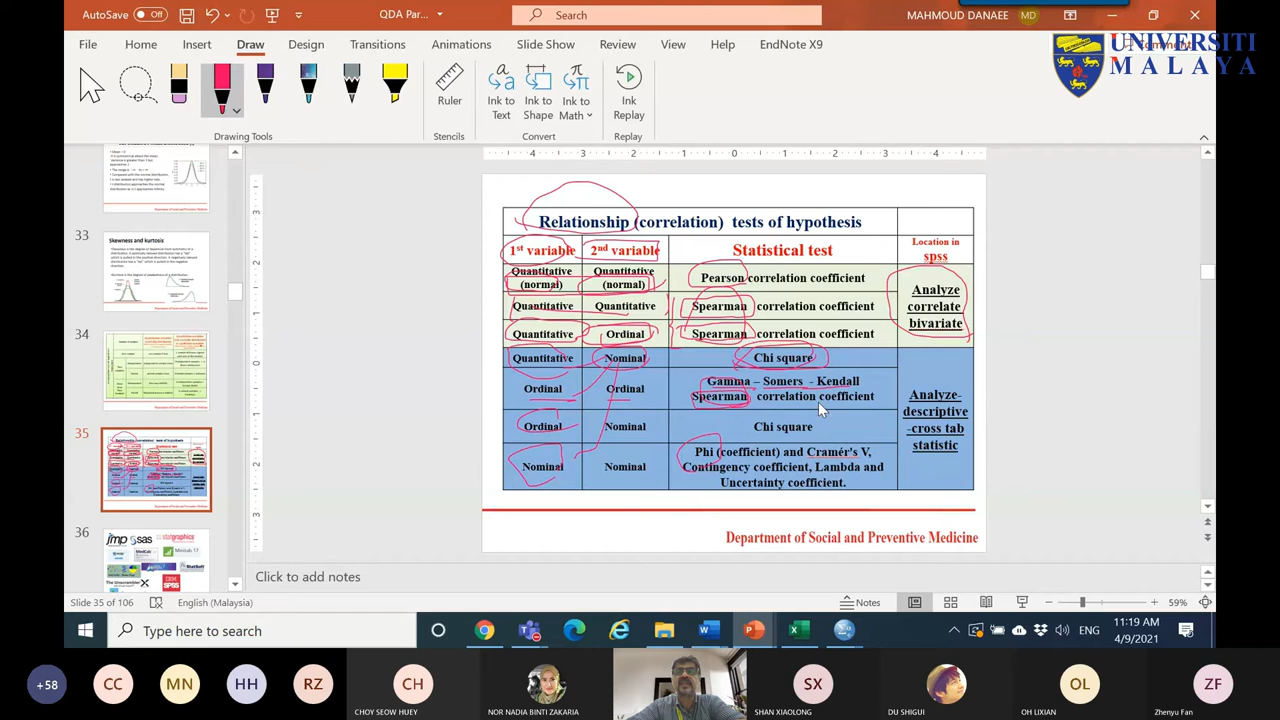 AutoSave Off
QDA Par...
Search
MAHMOUD DANAEE
MD
File Home Insert Draw Design Transitions Animations Slide Show Review View Help EndNote X9
UNIVERSITI
MALAYA
Ruler
Ink to Text
Ink to Shape
Ink to Math
Ink Replay
Drawing Tools
Stencils
Convert
Replay
33
Skewness and kurtosis
34
35
36
Relationship (correlation) tests of hypothesis
1st variable 2nd variable Statistical test Location in spss
Quantitative (normal) Quantitative (normal) Pearson correlation coefficient
Quantitative Quantitative Spearman correlation coefficient
Quantitative Ordinal Spearman correlation coefficient
Analyze correlate bivariate
Quantitative Nominal Chi square
Ordinal Ordinal Gamma – Somers - Kendall
Spearman correlation coefficient
Ordinal Nominal Chi square
Nominal Nominal Phi (coefficient) and Cramér's V,
Contingency coefficient, Lambda and
Uncertainty coefficient.
Analyze-
descriptive
-cross tab
statistic
Department of Social and Preventive Medicine
Click to add notes
Slide 35 of 106
English (Malaysia)
Notes
59%
Type here to search
ENG
11:19 AM
4/9/2021
+58
CC
MN
HH
RZ
CH
SX
OL
ZF
CHOY SEOW HUEY
NOR NADIA BINTI ZAKARIA
SHAN XIAOLONG
DU SHIGUI
OH LIXIAN
Zhenyu Fan